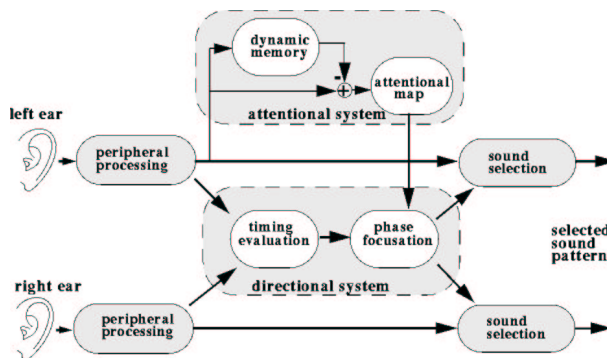 dynamic
memory
-
+
attentional
map
attentional system
left ear
peripheral
processing
sound
selection
timing
evaluation
phase
focusation
selected
sound
pattern
directional system
right ear
peripheral
processing
sound
selection